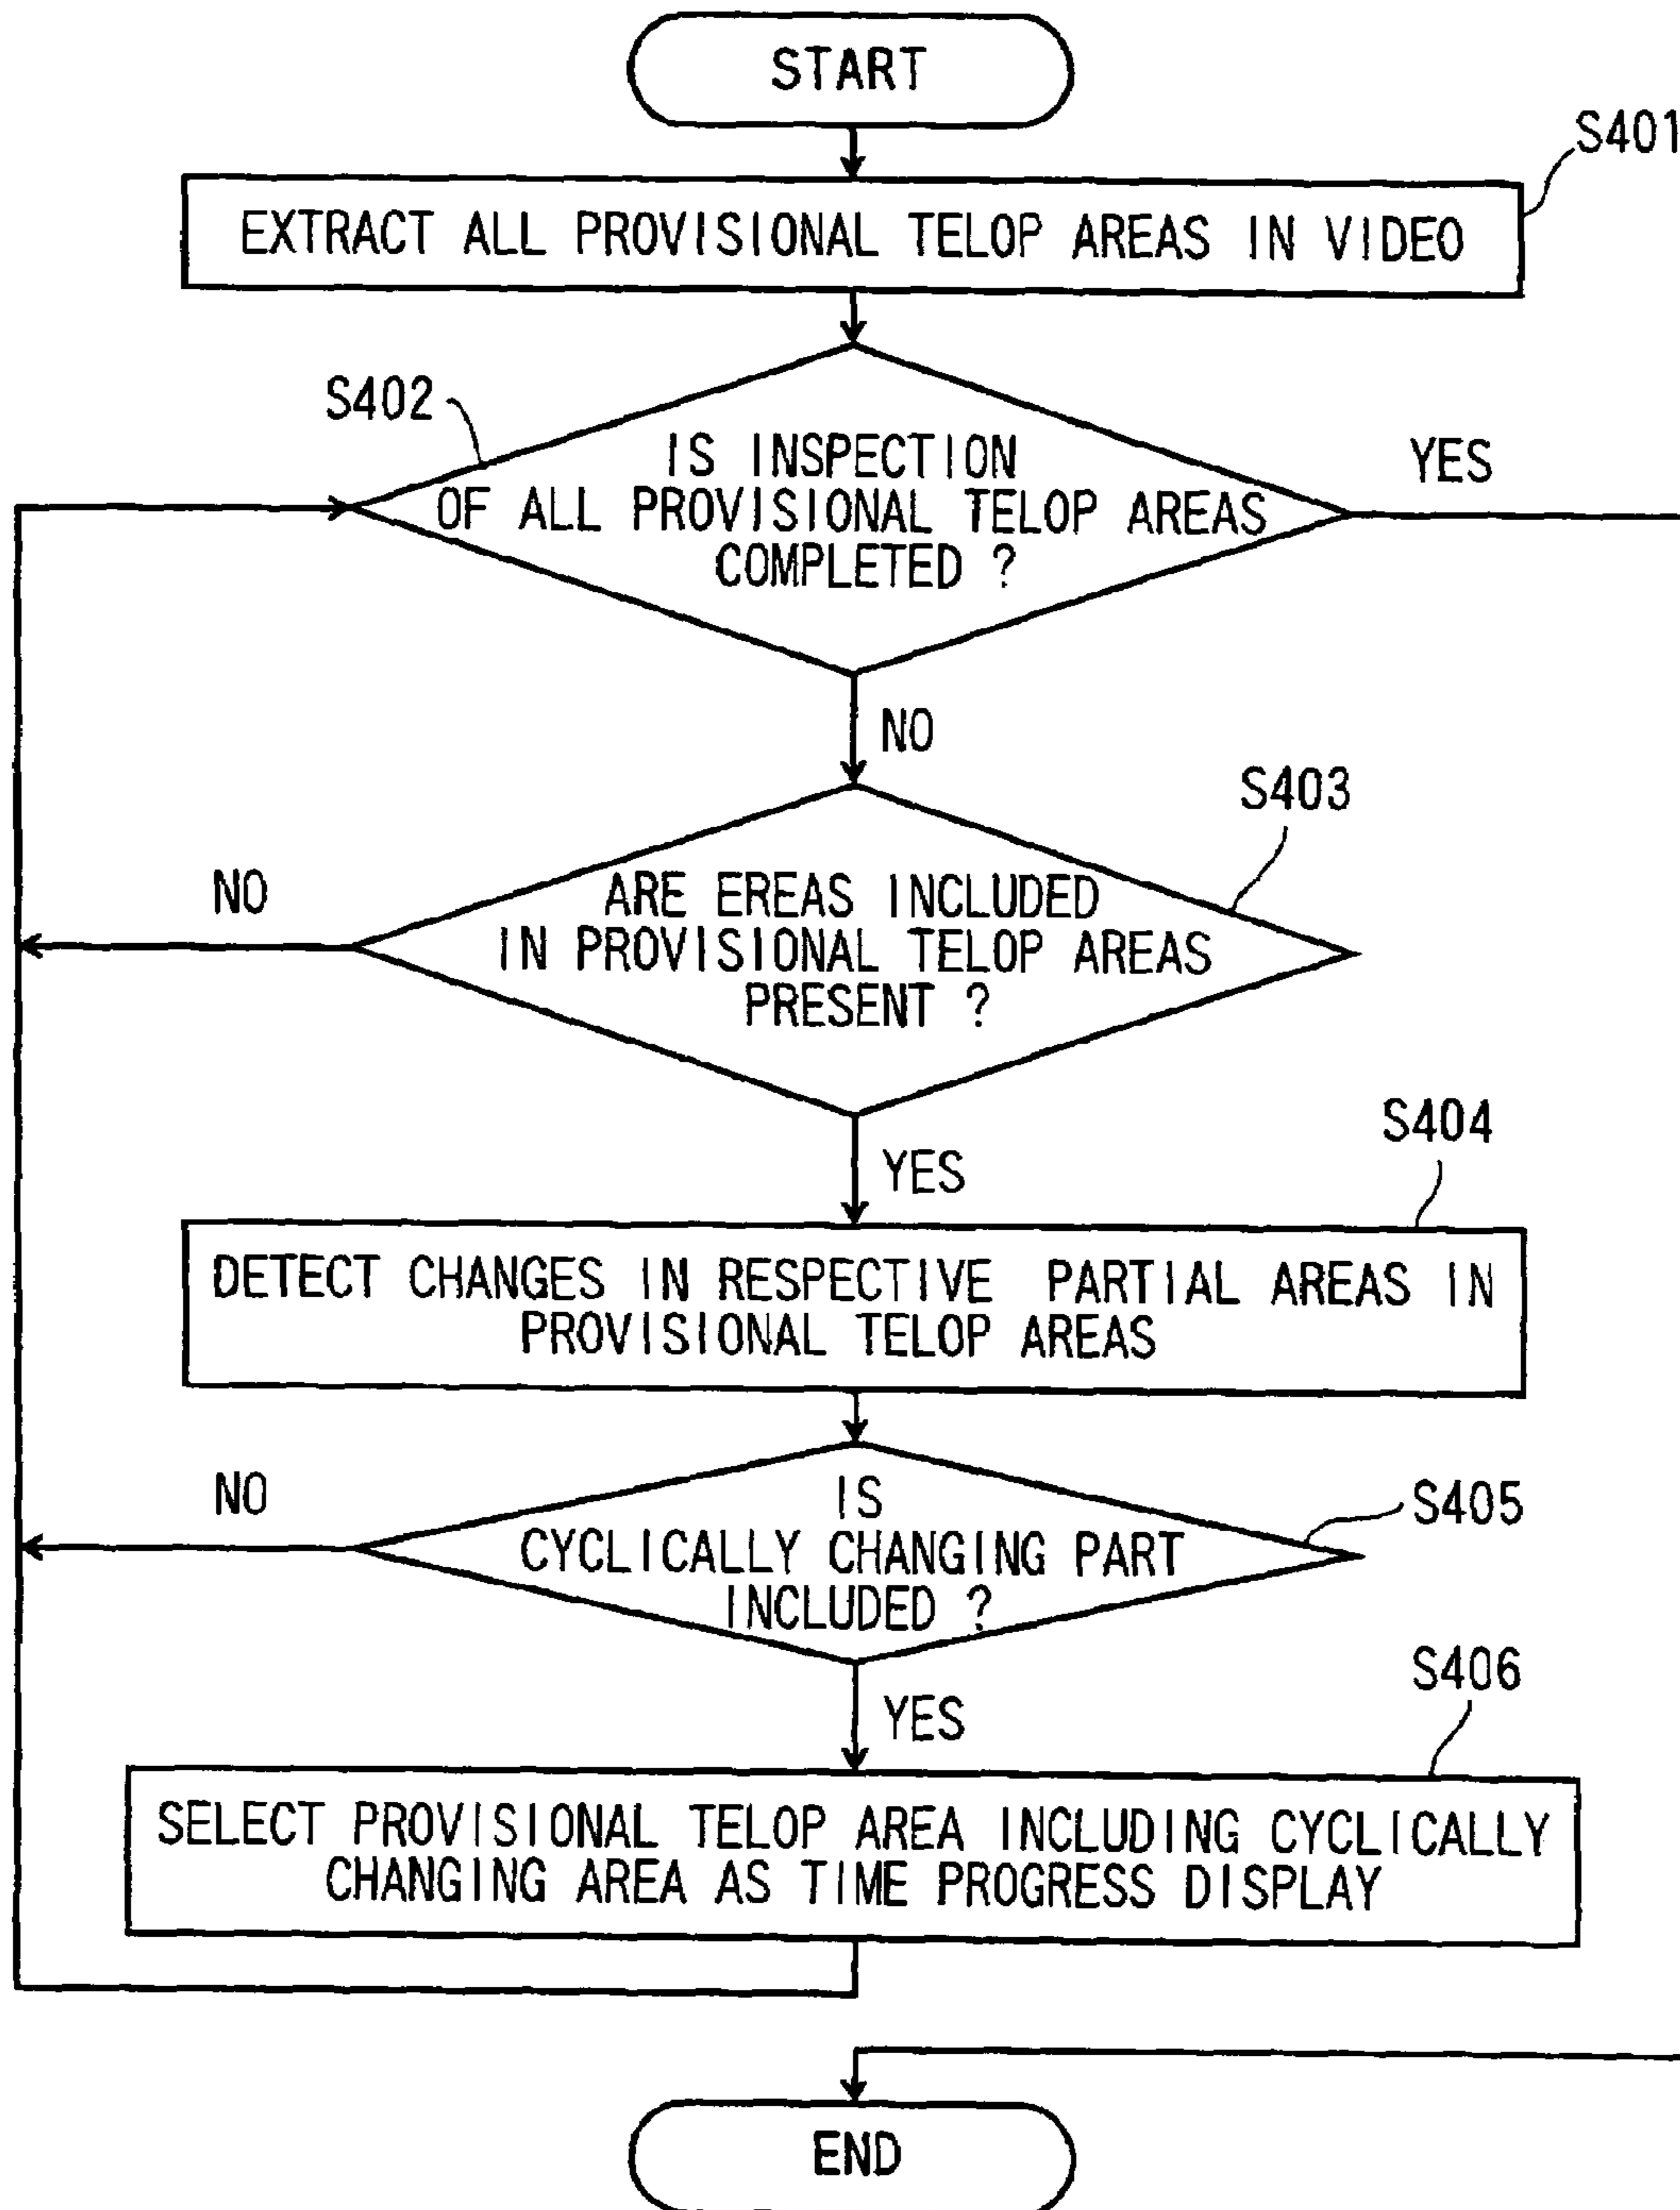 START
S401
EXTRACT ALL PROVISIONAL TELOP AREAS IN VIDEO
S402
IS INSPECTION
OF ALL PROVISIONAL TELOP AREAS
COMPLETED ?
YES
NO
S403
ARE EREAS INCLUDED
IN PROVISIONAL TELOP AREAS
PRESENT ?
NO
YES
S404
DETECT CHANGES IN RESPECTIVE PARTIAL AREAS IN
PROVISIONAL TELOP AREAS
NO
IS
CYCLICALLY CHANGING PART
INCLUDED ?
S405
YES
S406
SELECT PROVISIONAL TELOP AREA INCLUDING CYCLICALLY
CHANGING AREA AS TIME PROGRESS DISPLAY
END